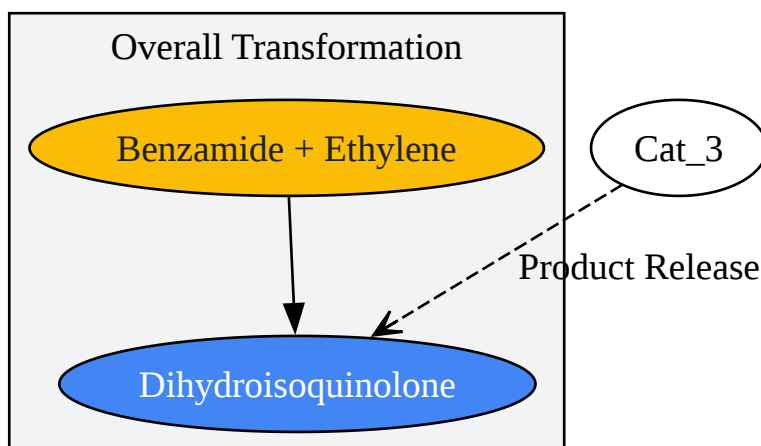 Overall Transformation
Benzamide + Ethylene
Cat_3
Product Release
Dihydroisoquinolone